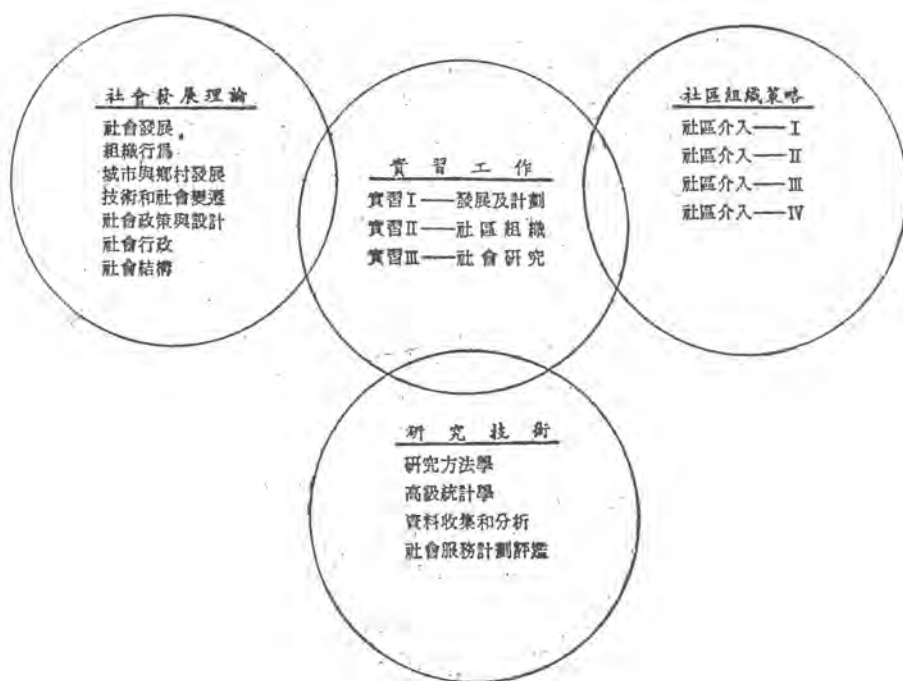 社會發展理論
社會發展
組織行爲
城市與鄉村發展
技術和社會變遷
社會政策與設計
社會行政
社會結構
實習工作
實習I——發展及計劃
實習II——社區組織
實習III——社會研究
社区組織策略
社區介入——I
社區介入——II
社區介入——III
社區介入——IV
研究技術
研究方法學
高級統計學
資料收集和分析
社會服務計劃評鑑